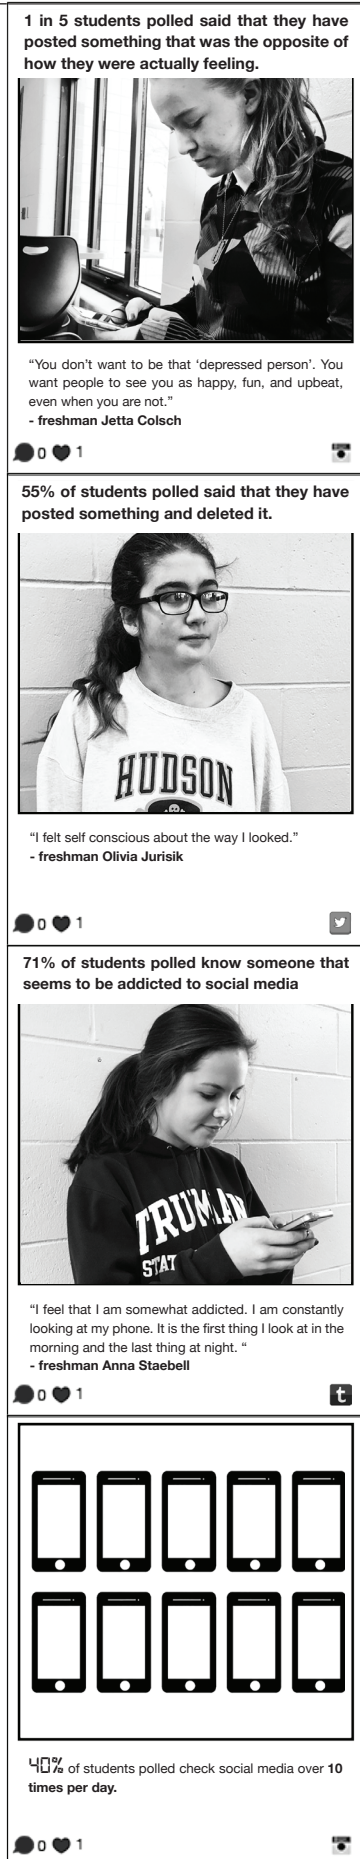 1 in 5 students polled said that they have
posted something that was the opposite of
how they were actually feeling.
“You don’t want to be that ‘depressed person’. You
want people to see you as happy, fun, and upbeat,
even when you are not.”
- freshman Jetta Colsch
0 1
55% of students polled said that they have
posted something and deleted it.
HUDSON
“I felt self conscious about the way I looked.”
- freshman Olivia Jurisik
0 1
71% of students polled know someone that
seems to be addicted to social media
TRUMAN
STAT
“I feel that I am somewhat addicted. I am constantly
looking at my phone. It is the first thing I look at in the
morning and the last thing at night. “
- freshman Anna Staebell
0 1
t
40% of students polled check social media over 10
times per day.
0 1